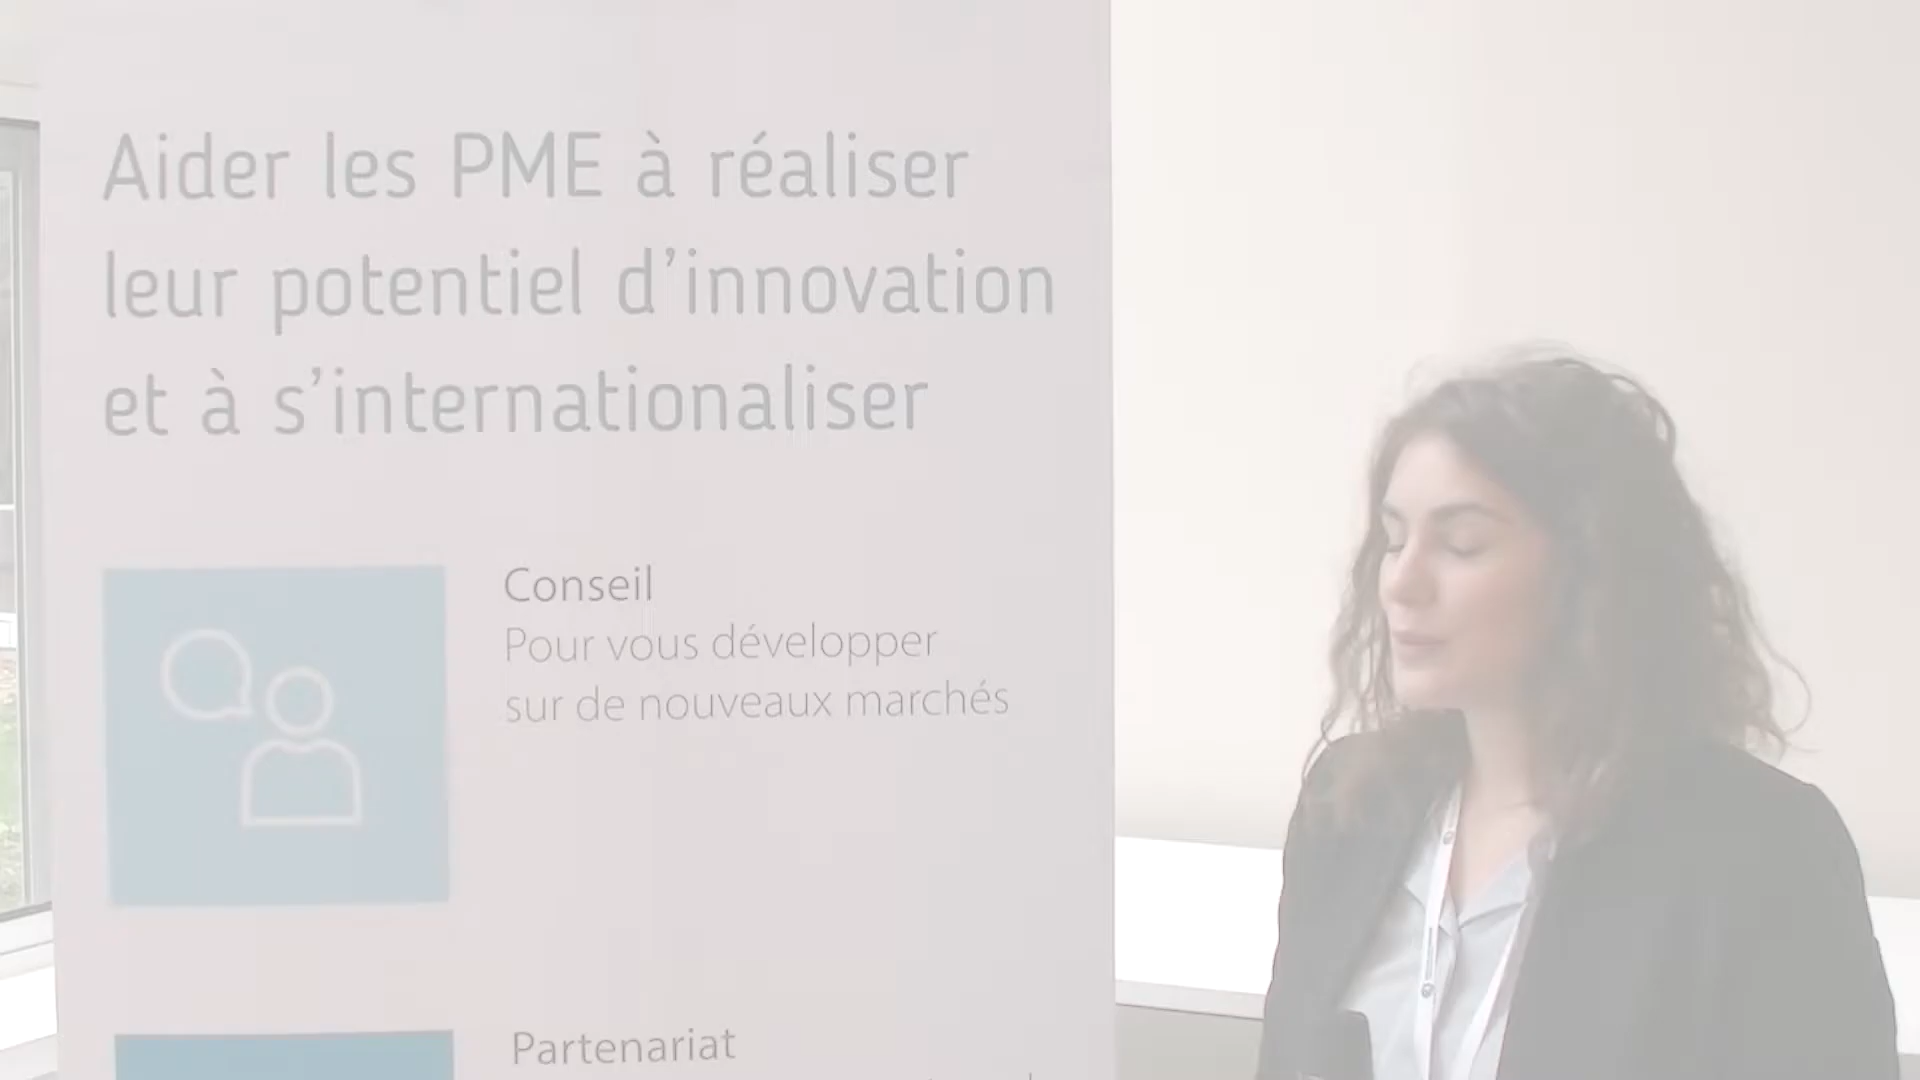 Aider les PME à réaliser
leur potentiel d’innovation
et à s’internationaliser
Conseil
Pour vous développer
sur de nouveaux marchés
Partenariat